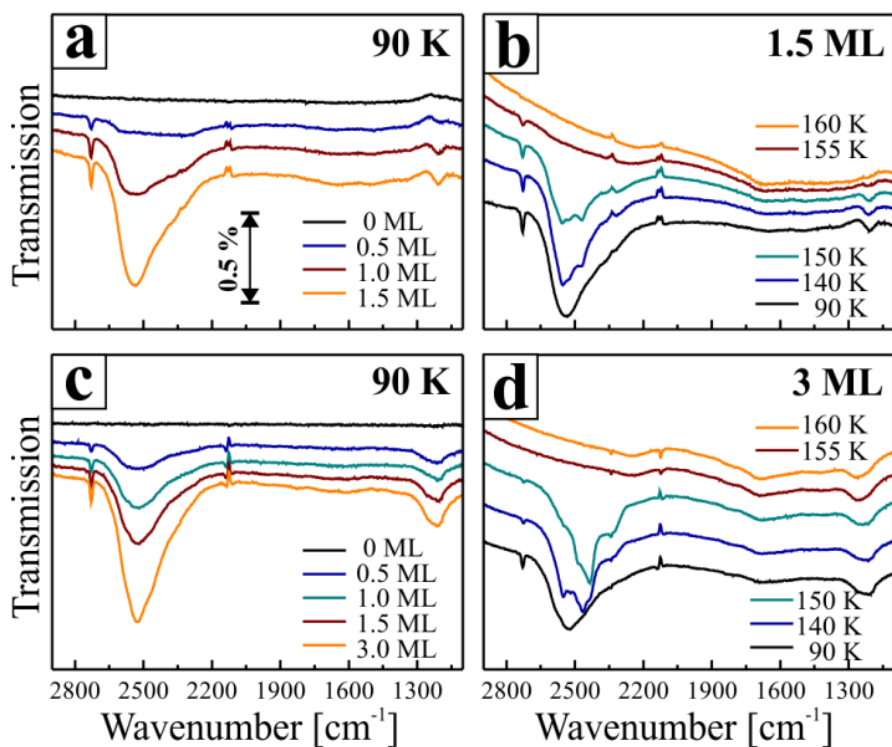 a
90 K
Transmission
0.5 %
0 ML
0.5 ML
1.0 ML
1.5 ML
b
1.5 ML
160 K
155 K
150 K
140 K
90 K
Transmission
c
90 K
Transmission
0 ML
0.5 ML
1.0 ML
1.5 ML
3.0 ML
2800 2500 2200 1900 1600 1300
Wavenumber [cm⁻¹]
d
3 ML
160 K
155 K
150 K
140 K
90 K
Transmission
2800 2500 2200 1900 1600 1300
Wavenumber [cm⁻¹]